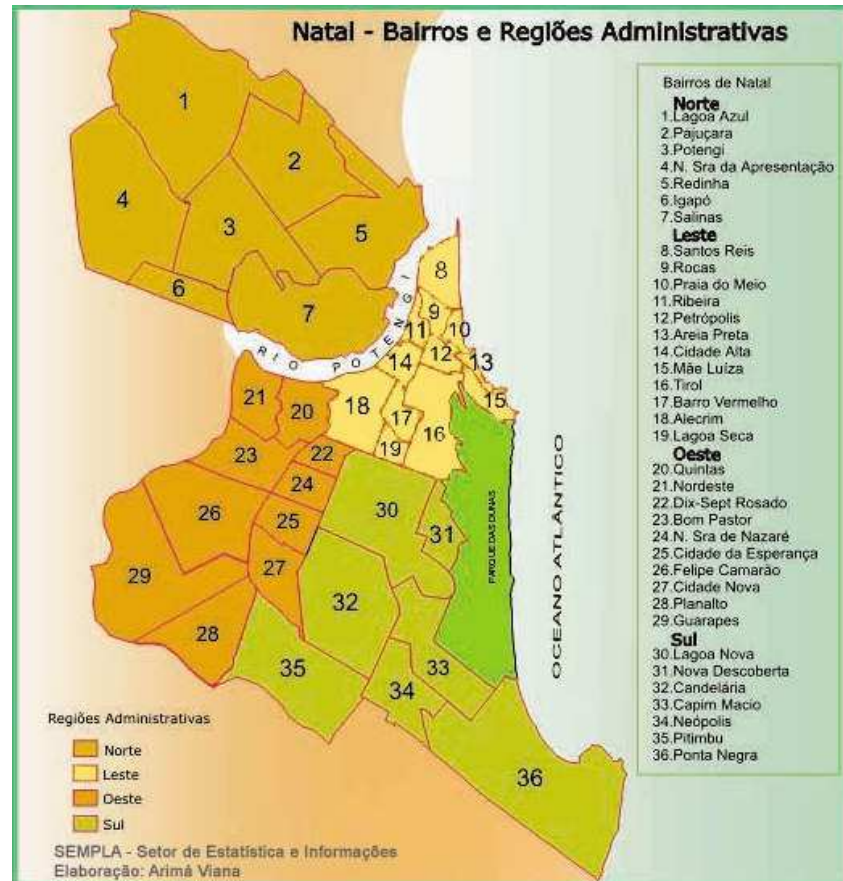 Natal - Bairros e Regiões Administrativas
Bairros de Natal
Norte
1.Lagoa Azul
2.Pajuçara
3.Potengi
4.N. Sra da Apresentação
5.Redinha
6.Igapó
7.Salinas
Leste
8.Santos Reis
9.Rocas
10.Praia do Meio
11.Ribeira
12.Petrópolis
13.Areia Preta
14.Cidade Alta
15.Mãe Luíza
16.Tirol
17.Barro Vermelho
18.Alecrim
19.Lagoa Seca
Oeste
20.Quintas
21.Nordeste
22.Dix-Sept Rosado
23.Bom Pastor
24.N. Sra de Nazaré
25.Cidade da Esperança
26.Felipe Camarão
27.Cidade Nova
28.Planalto
29.Guarapes
Sul
30.Lagoa Nova
31.Nova Descoberta
32.Candelária
33.Capim Macio
34.Neópolis
35.Pitimbu
36.Ponta Negra
1
2
4
3
5
6
7
8
9
10
11
12
13
14
15
16
17
18
19
21
20
22
23
24
25
26
27
28
29
30
31
32
33
34
35
36
RIO POTENGI
PARQUE DAS DUNAS
OCEANO ATLÂNTICO
Regiões Administrativas
Norte
Leste
Oeste
Sul
SEMPLA - Setor de Estatística e Informações
Elaboração: Arimá Viana